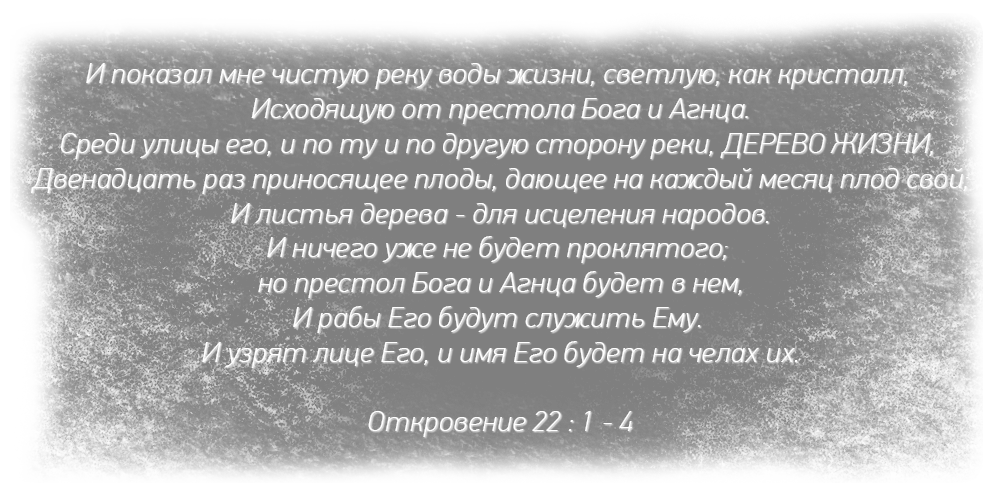 И показал мне чистую реку воды жизни, светлую, как кристалл,
Исходящую от престола Бога и Агнца.
Среди улицы его, и по ту и по другую сторону реки, ДЕРЕВО ЖИЗНИ,
Двенадцать раз приносящее плоды, дающее на каждый месяц плод свой,
И листья дерева - для исцеления народов.
И ничего уже не будет проклятого;
но престол Бога и Агнца будет в нем,
И рабы Его будут служить Ему.
И узрят лице Его, и имя Его будет на челах их.
Откровение 22 : 1 - 4